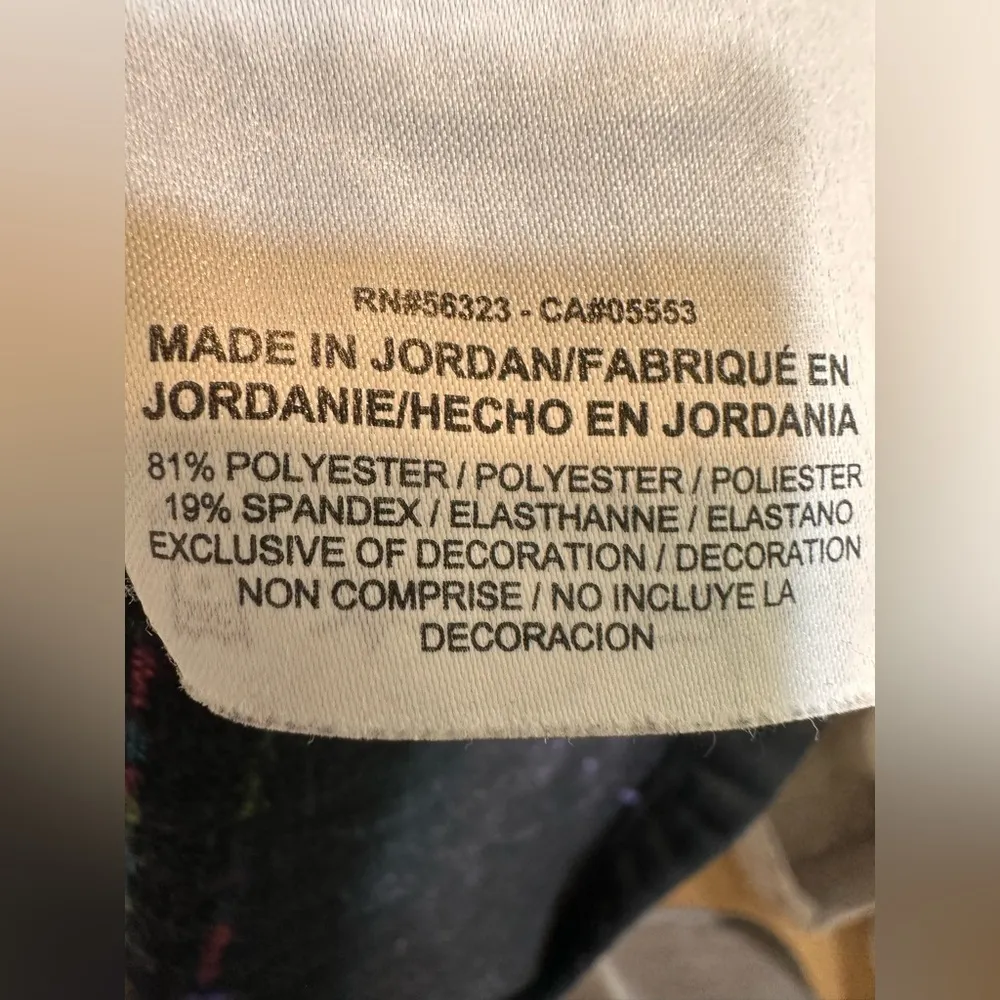 RN#56323 - CA#05553
MADE IN JORDAN/FABRIQUÉ EN
JORDANIE/HECHO EN JORDANIA
81% POLYESTER / POLYESTER / POLIESTER
19% SPANDEX / ELASTHANNE / ELASTANO
EXCLUSIVE OF DECORATION / DECORATION
NON COMPRISE / NO INCLUYE LA
DECORACION